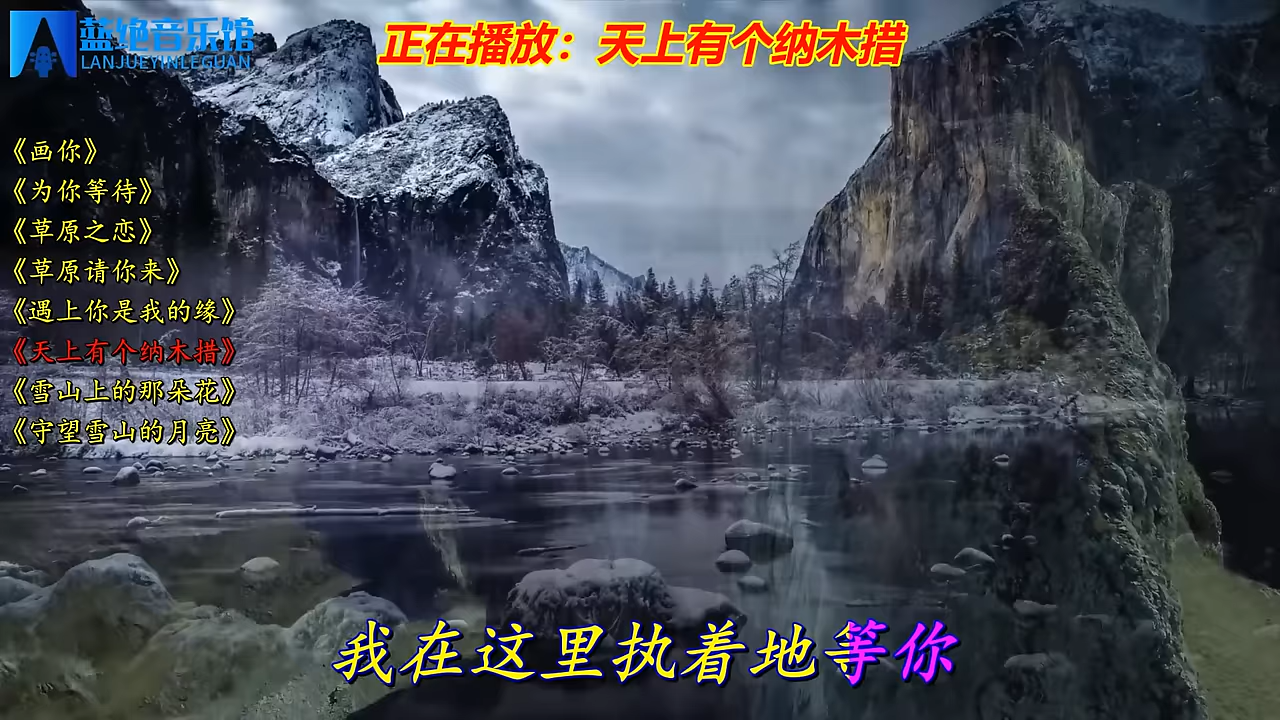 蓝绝音乐馆
LANJUEYINLEGUAN
正在播放：天上有个纳木措
《画你》
《为你等待》
《草原之恋》
《草原请你来》
《遇上你是我的缘》
《天上有个纳木措》
《雪山上的那朵花》
《守望雪山的月亮》
我在这里执着地等你